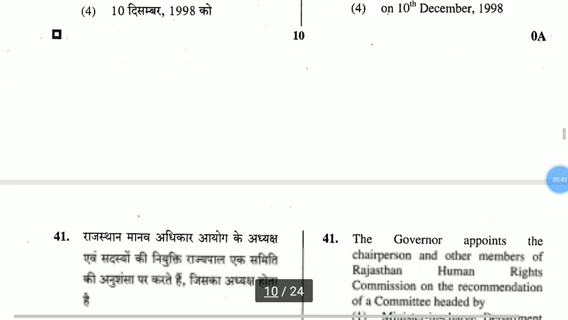 (4) 10 दिसम्बर, 1998 को
(4) on 10th December, 1998
10
0A
00:43
41. राजस्थान मानव अधिकार आयोग के अध्यक्ष
एवं सदस्यों की नियुक्ति राज्यपाल एक समिति
की अनुशंसा पर करते हैं, जिसका अध्यक्ष होता
है
41. The Governor appoints the
chairperson and other members of
Rajasthan Human Rights
Commission on the recommendation
of a Committee headed by
10 / 24